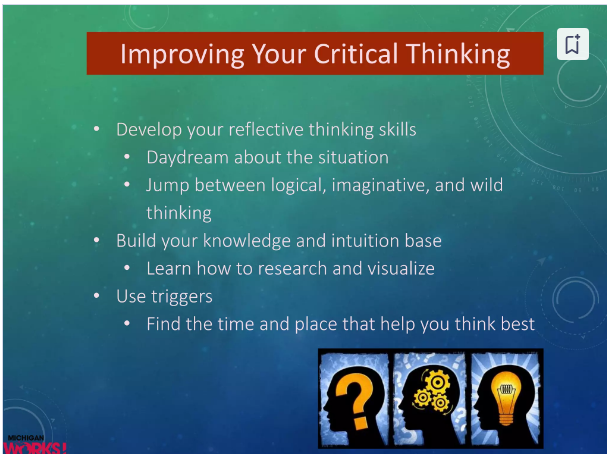 Improving Your Critical Thinking
• Develop your reflective thinking skills
• Daydream about the situation
• Jump between logical, imaginative, and wild
thinking
• Build your knowledge and intuition base
• Learn how to research and visualize
• Use triggers
• Find the time and place that help you think best
MICHIGAN
WORKS!